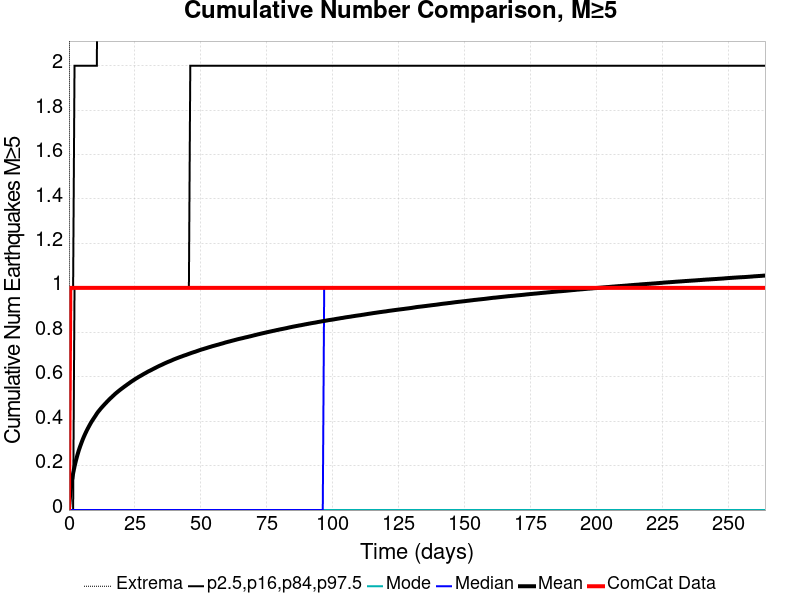 Cumulative Number Comparison, M≥5
Cumulative Num Earthquakes M≥5
2
1.8
1.6
1.4
1.2
1
0.8
0.6
0.4
0.2
0
0 25 50 75 100 125 150 175 200 225 250
Time (days)
Extrema p2.5,p16,p84,p97.5 Mode Median Mean ComCat Data